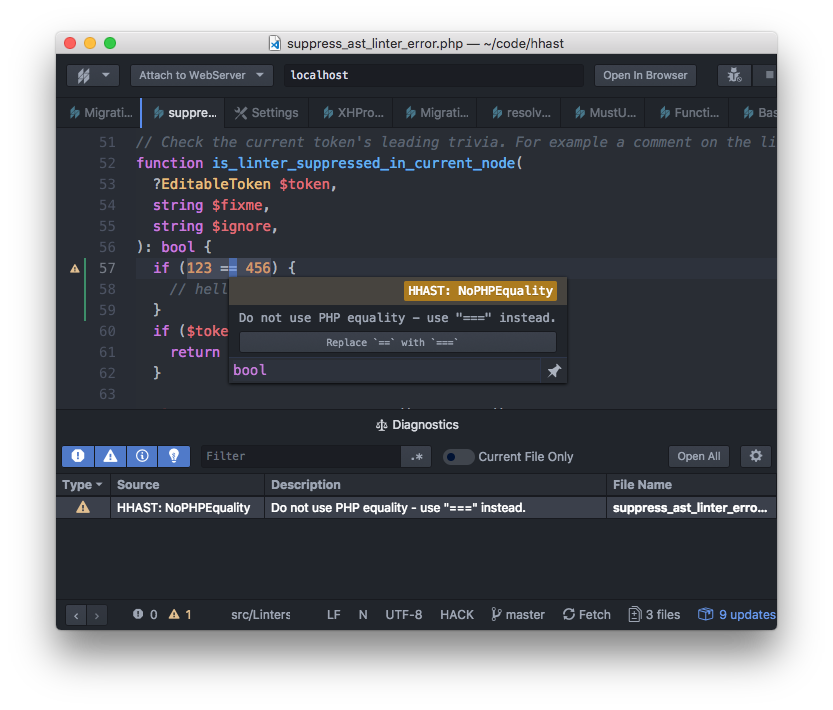 suppress_ast_linter_error.php — ~/code/hhast
Attach to WebServer localhost Open In Browser
Migrati... suppre... Settings XHPro... Migrati... resolv... MustU... Functi... Bas
51 // Check the current token's leading trivia. For example a comment on the li
52 function is_linter_suppressed_in_current_node(
53 ?EditableToken $token,
54 string $fixme,
55 string $ignore,
56 ): bool {
57 if (123 == 456) {
58 // hell
HHAST: NoPHPEquality
59 }
Do not use PHP equality – use "===" instead.
60 if ($toke
Replace `==` with `===`
61 return
bool
62 }
63
Diagnostics
Filter .* Current File Only Open All
Type Source Description File Name
HHAST: NoPHPEquality Do not use PHP equality - use "===" instead. suppress_ast_linter_erro...
0 1 src/Linters LF N UTF-8 HACK master Fetch 3 files 9 updates